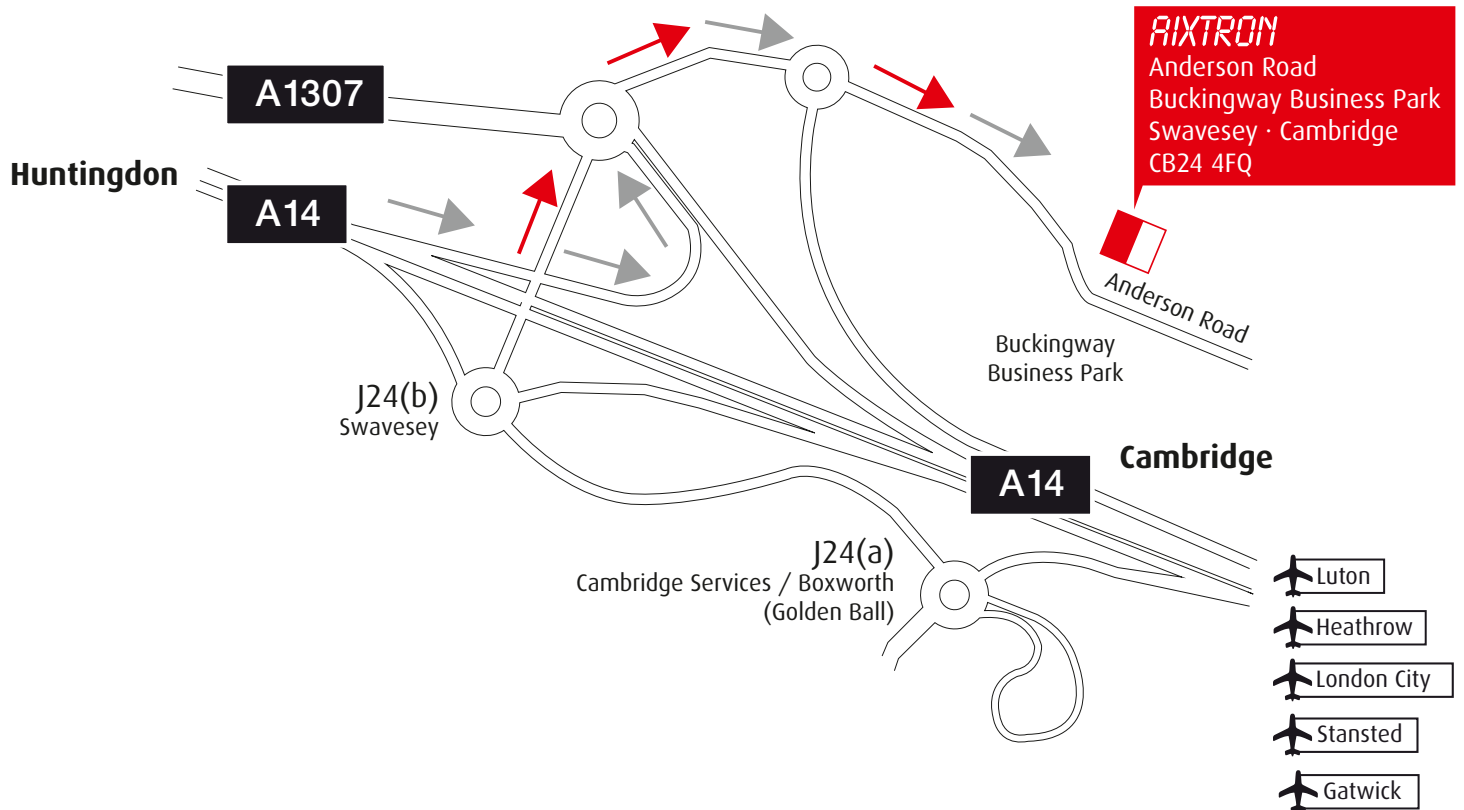 AIXTRON
Anderson Road
Buckingway Business Park
Swavesey · Cambridge
CB24 4FQ
A1307
Huntingdon
A14
Anderson Road
Buckingway
Business Park
J24(b)
Swavesey
Cambridge
A14
J24(a)
Cambridge Services / Boxworth
(Golden Ball)
Luton
Heathrow
London City
Stansted
Gatwick